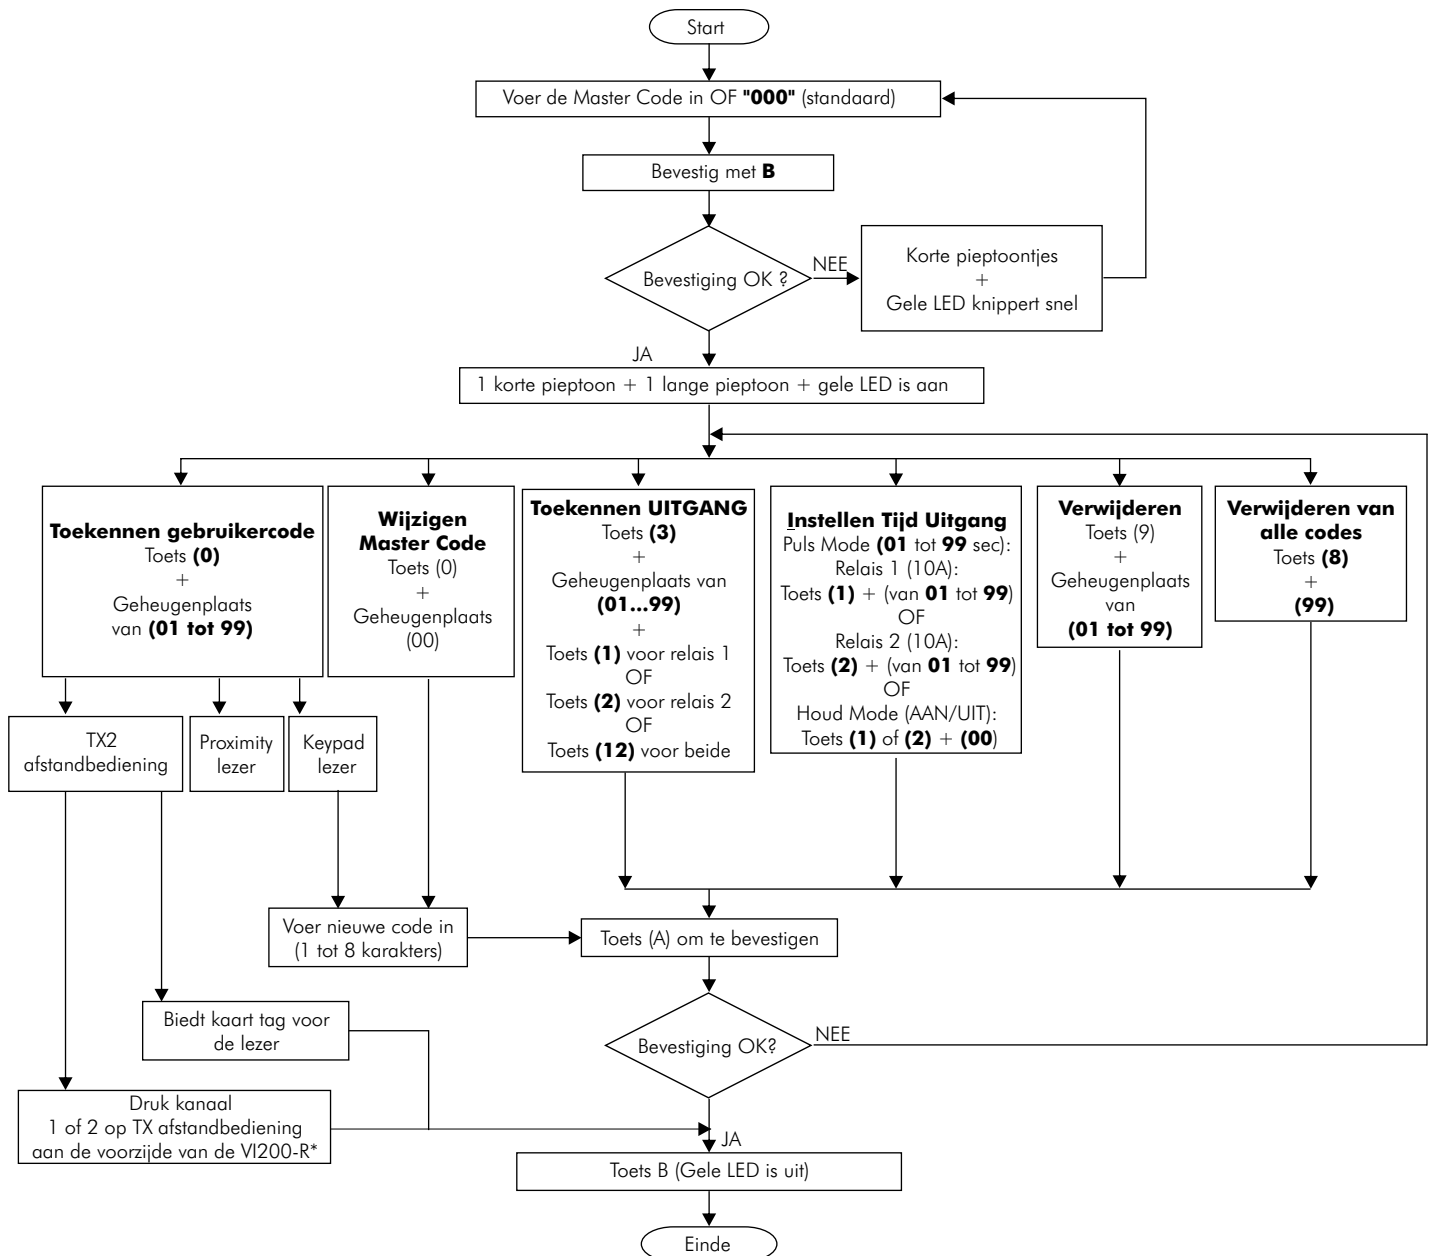 Start
Voer de Master Code in OF "000" (standaard)
Bevestig met B
Bevestiging OK ?
NEE
Korte pieptoontjes
+
Gele LED knippert snel
JA
1 korte pieptoon + 1 lange pieptoon + gele LED is aan
Toekennen gebruikercode
Toets (0)
+
Geheugenplaats
van (01 tot 99)
Wijzigen
Master Code
Toets (0)
+
Geheugenplaats
(00)
Toekennen UITGANG
Toets (3)
+
Geheugenplaats van
(01...99)
+
Toets (1) voor relais 1
OF
Toets (2) voor relais 2
OF
Toets (12) voor beide
Instellen Tijd Uitgang
Puls Mode (01 tot 99 sec):
Relais 1 (10A):
Toets (1) + (van 01 tot 99)
OF
Relais 2 (10A):
Toets (2) + (van 01 tot 99)
OF
Houd Mode (AAN/UIT):
Toets (1) of (2) + (00)
Verwijderen
Toets (9)
+
Geheugenplaats
van
(01 tot 99)
Verwijderen van
alle codes
Toets (8)
+
(99)
TX2
afstandbediening
Proximity
lezer
Keypad
lezer
Voer nieuwe code in
(1 tot 8 karakters)
Toets (A) om te bevestigen
Biedt kaart tag voor
de lezer
Bevestiging OK?
NEE
Druk kanaal
1 of 2 op TX afstandbediening
aan de voorzijde van de VI200-R*
JA
Toets B (Gele LED is uit)
Einde